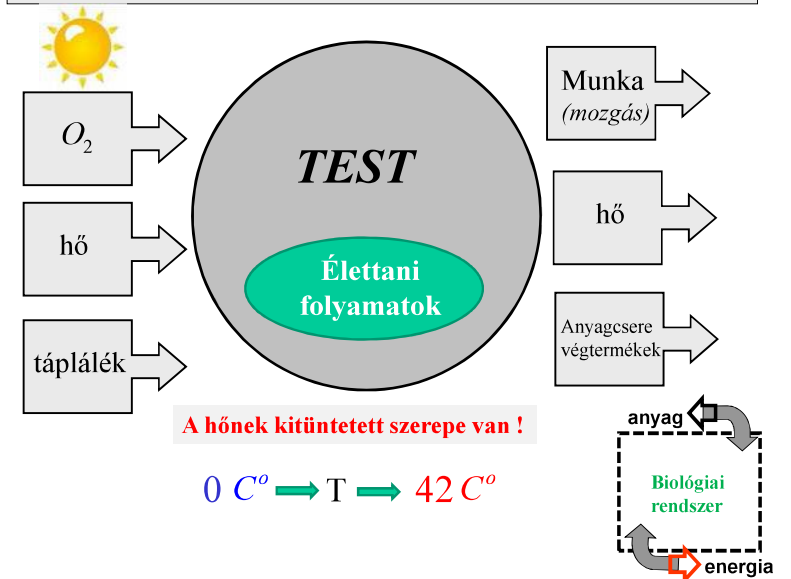 O₂
hő
táplálék
TEST
Élettani
folyamatok
Munka
(mozgás)
hő
Anyagcsere
végtermékek
A hőnek kitüntetett szerepe van !
0 Cº → T → 42 Cº
anyag
Biológiai
rendszer
energia